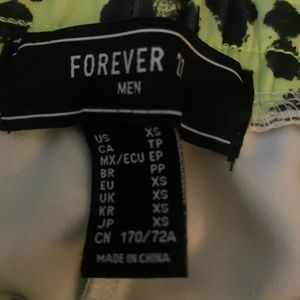 FOREVER 21
MEN
US XS
CA TP
MX/ECU EP
BR PP
EU XS
UK XS
KR XS
JP XS
CN 170/72A
MADE IN CHINA